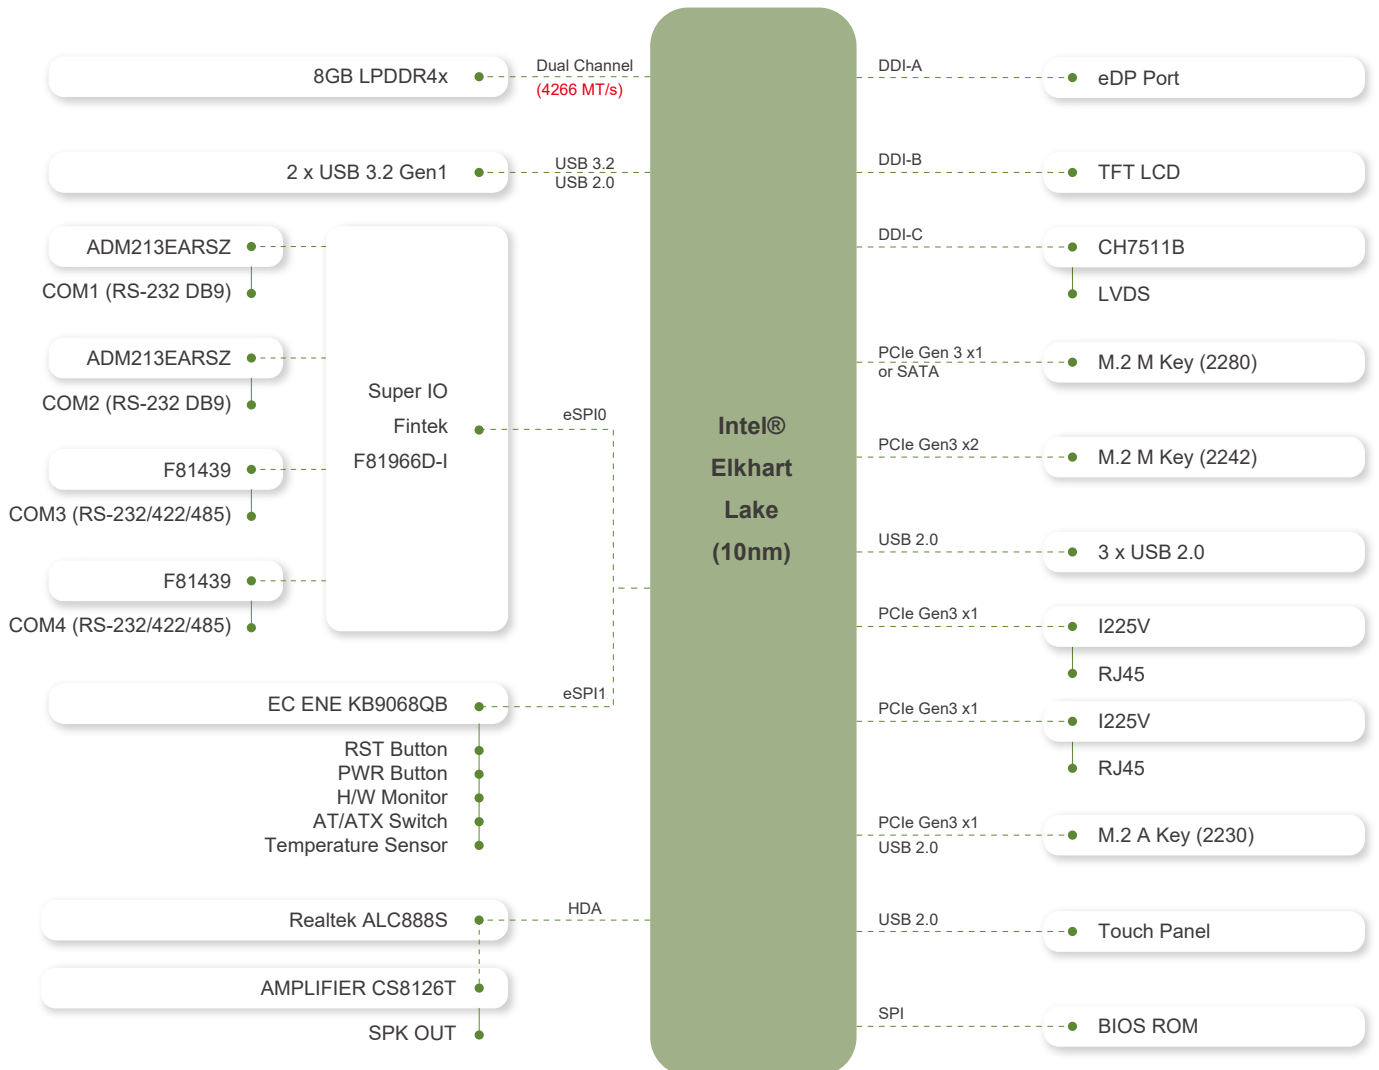 8GB LPDDR4x
Dual Channel
(4266 MT/s)
2 x USB 3.2 Gen1
USB 3.2
USB 2.0
ADM213EARSZ
COM1 (RS-232 DB9)
ADM213EARSZ
COM2 (RS-232 DB9)
F81439
COM3 (RS-232/422/485)
F81439
COM4 (RS-232/422/485)
Super IO
Fintek
F81966D-I
eSPI0
EC ENE KB9068QB
eSPI1
RST Button
PWR Button
H/W Monitor
AT/ATX Switch
Temperature Sensor
Realtek ALC888S
HDA
AMPLIFIER CS8126T
SPK OUT
Intel®
Elkhart
Lake
(10nm)
DDI-A
eDP Port
DDI-B
TFT LCD
DDI-C
CH7511B
LVDS
PCIe Gen 3 x1
or SATA
M.2 M Key (2280)
PCIe Gen3 x2
M.2 M Key (2242)
USB 2.0
3 x USB 2.0
PCIe Gen3 x1
I225V
RJ45
PCIe Gen3 x1
I225V
RJ45
PCIe Gen3 x1
USB 2.0
M.2 A Key (2230)
USB 2.0
Touch Panel
SPI
BIOS ROM